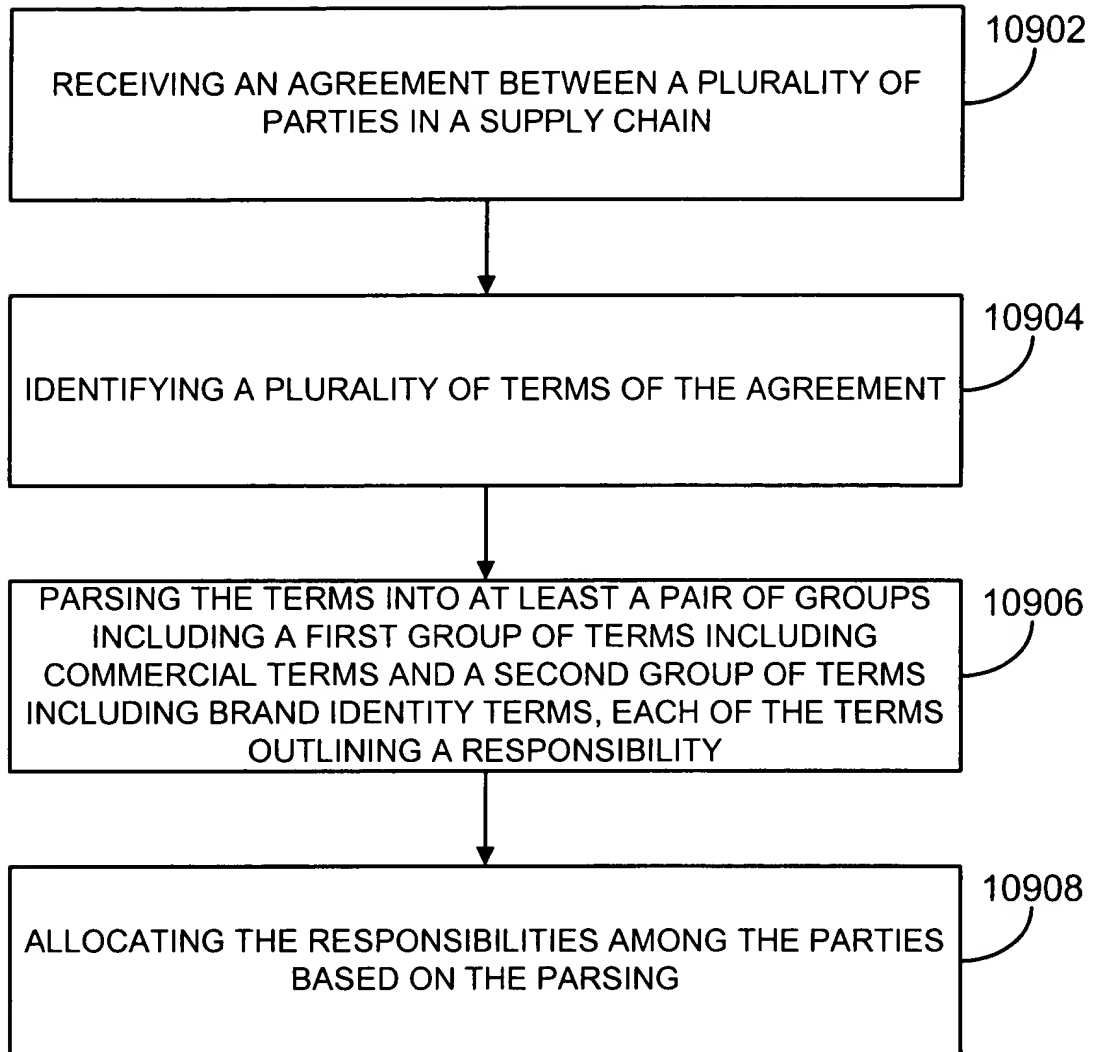 10902
RECEIVING AN AGREEMENT BETWEEN A PLURALITY OF
PARTIES IN A SUPPLY CHAIN
10904
IDENTIFYING A PLURALITY OF TERMS OF THE AGREEMENT
10906
PARSING THE TERMS INTO AT LEAST A PAIR OF GROUPS
INCLUDING A FIRST GROUP OF TERMS INCLUDING
COMMERCIAL TERMS AND A SECOND GROUP OF TERMS
INCLUDING BRAND IDENTITY TERMS, EACH OF THE TERMS
OUTLINING A RESPONSIBILITY
10908
ALLOCATING THE RESPONSIBILITIES AMONG THE PARTIES
BASED ON THE PARSING